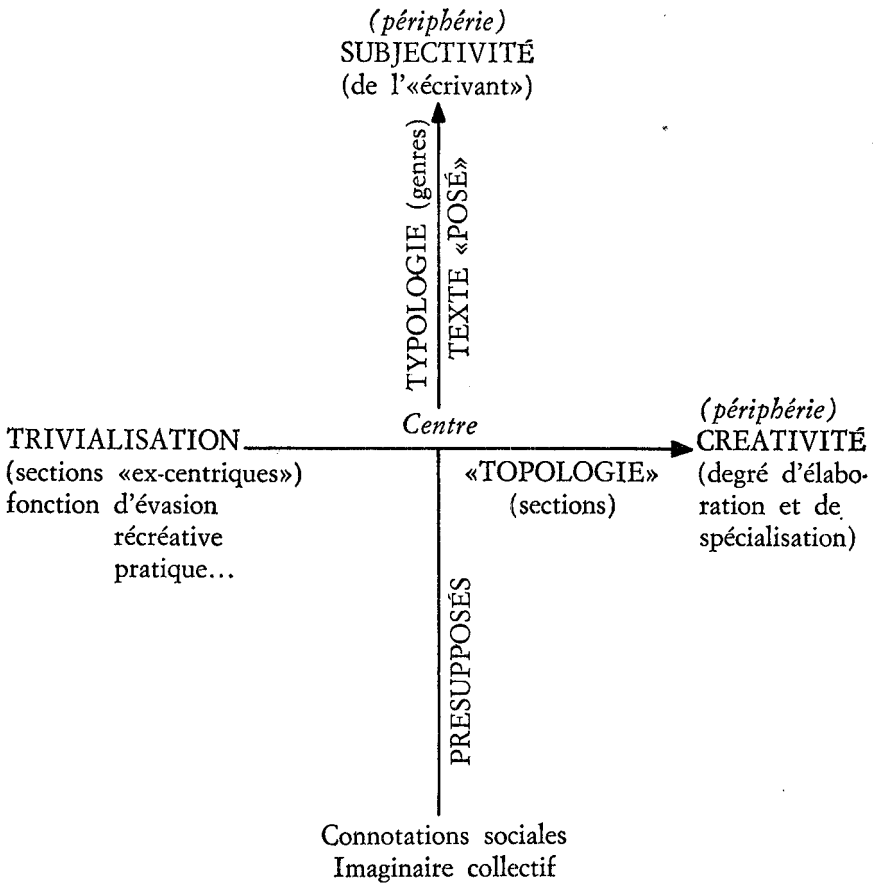 (périphérie)
SUBJECTIVITÉ
(de l'«écrivant»)
TYPOLOGIE (genres)
TEXTE «POSÉ»
Centre
TRIVIALISATION
(sections «ex-centriques»)
fonction d'évasion
récréative
pratique...
«TOPOLOGIE»
(sections)
(périphérie)
CREATIVITÉ
(degré d'élabo-
ration et de
spécialisation)
PRESUPPOSÉS
Connotations sociales
Imaginaire collectif